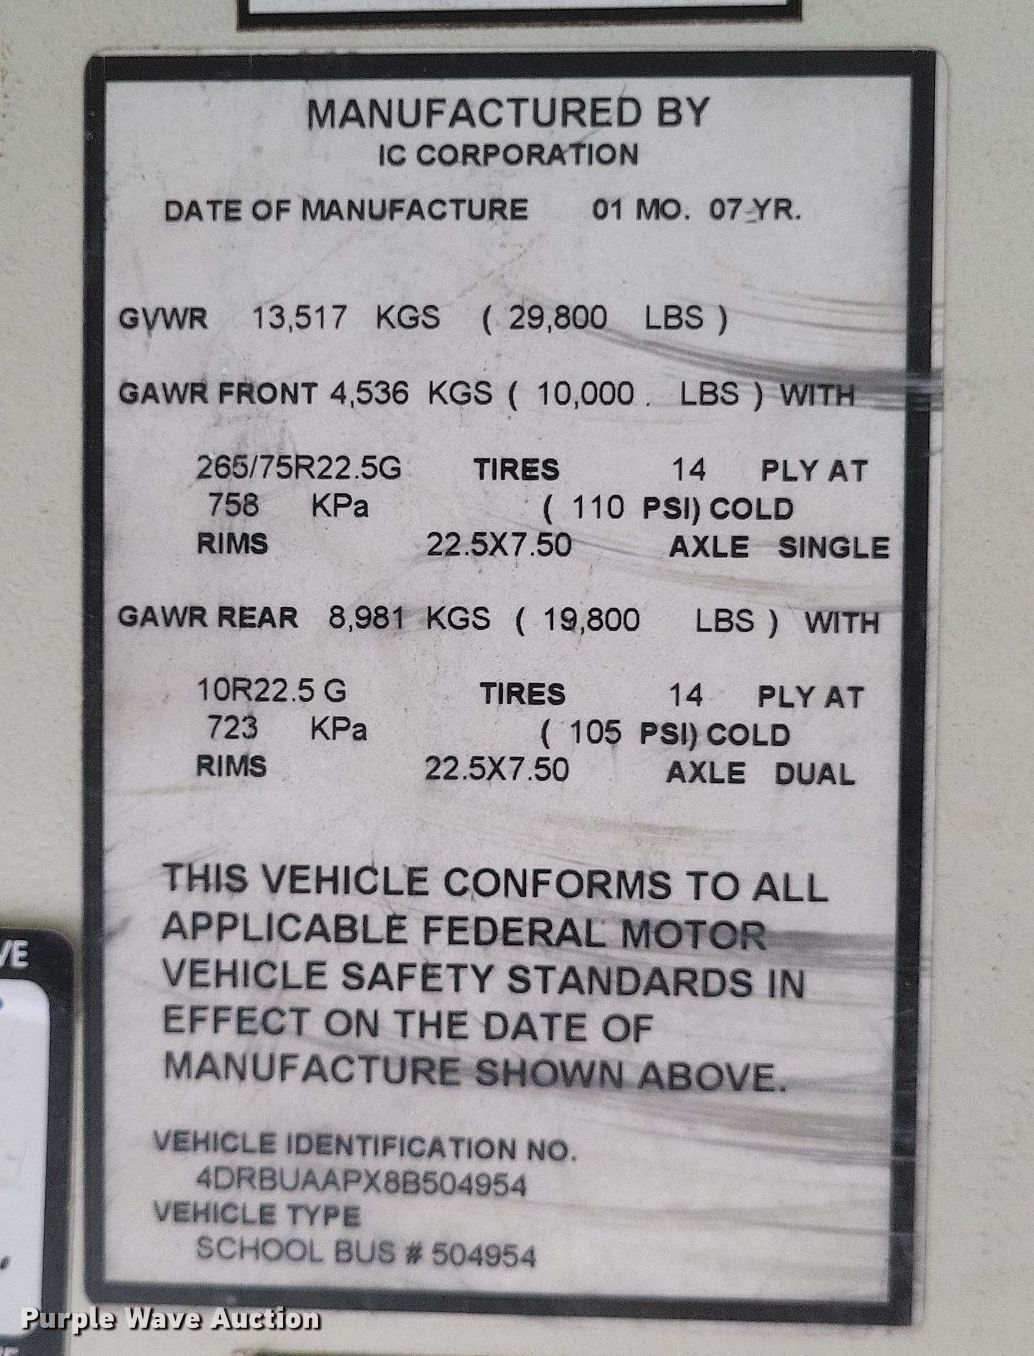 MANUFACTURED BY
IC CORPORATION
DATE OF MANUFACTURE 01 MO. 07 YR.
GVWR 13,517 KGS ( 29,800 LBS )
GAWR FRONT 4,536 KGS ( 10,000 LBS ) WITH
265/75R22.5G TIRES 14 PLY AT
758 KPa ( 110 PSI) COLD
RIMS 22.5X7.50 AXLE SINGLE
GAWR REAR 8,981 KGS ( 19,800 LBS ) WITH
10R22.5 G TIRES 14 PLY AT
723 KPa ( 105 PSI) COLD
RIMS 22.5X7.50 AXLE DUAL
THIS VEHICLE CONFORMS TO ALL
APPLICABLE FEDERAL MOTOR
VEHICLE SAFETY STANDARDS IN
EFFECT ON THE DATE OF
MANUFACTURE SHOWN ABOVE.
VEHICLE IDENTIFICATION NO.
4DRBUAAPX8B504954
VEHICLE TYPE
SCHOOL BUS # 504954
Purple Wave Auction